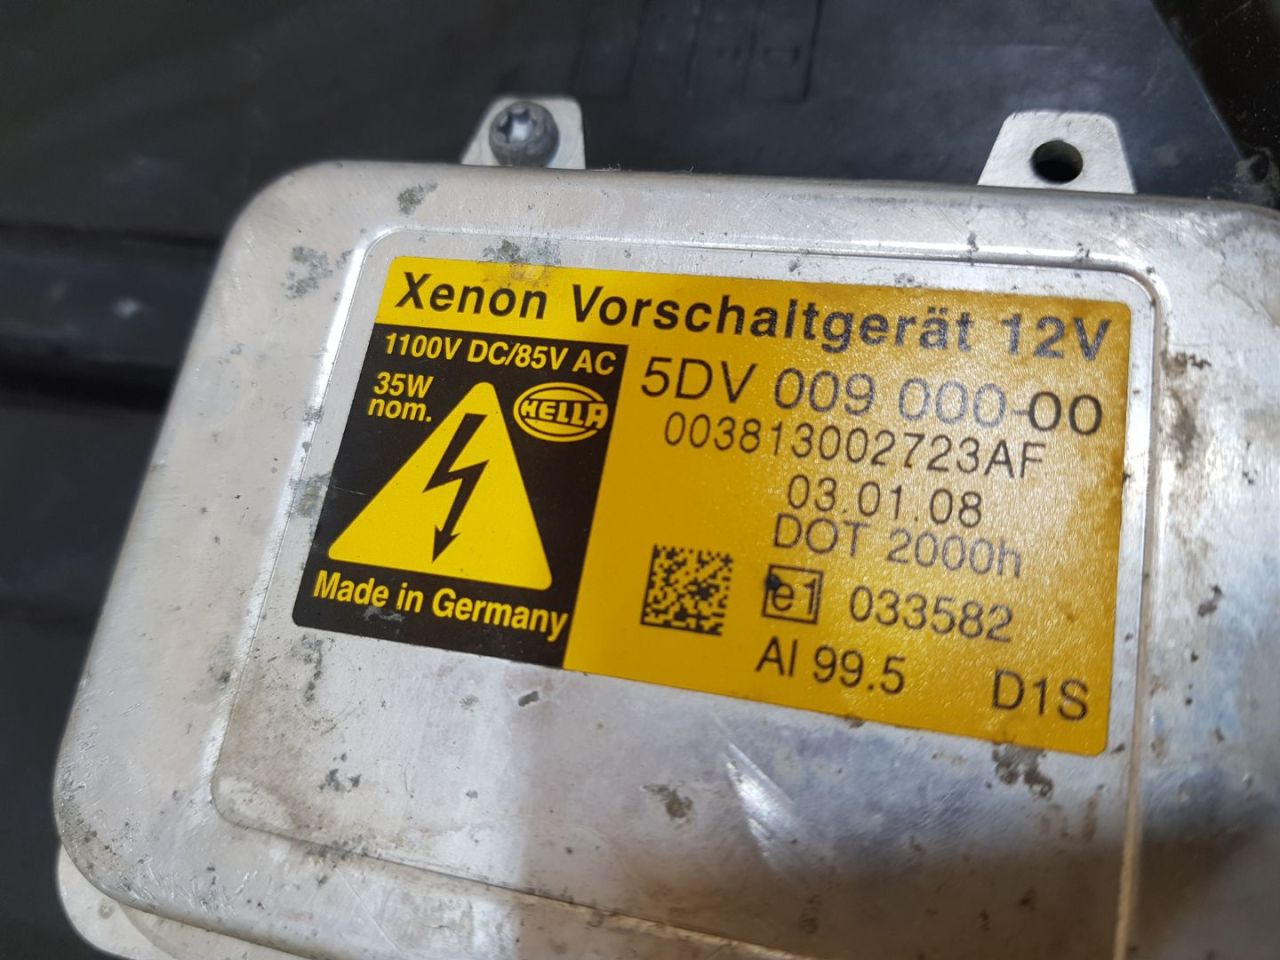 Xenon Vorschaltgerät 12V
1100V DC/85V AC
35W
nom.
HELLA
Made in Germany
5DV 009 000-00
003813002723AF
03.01.08
DOT 2000h
e1 033582
Al 99.5 D1S